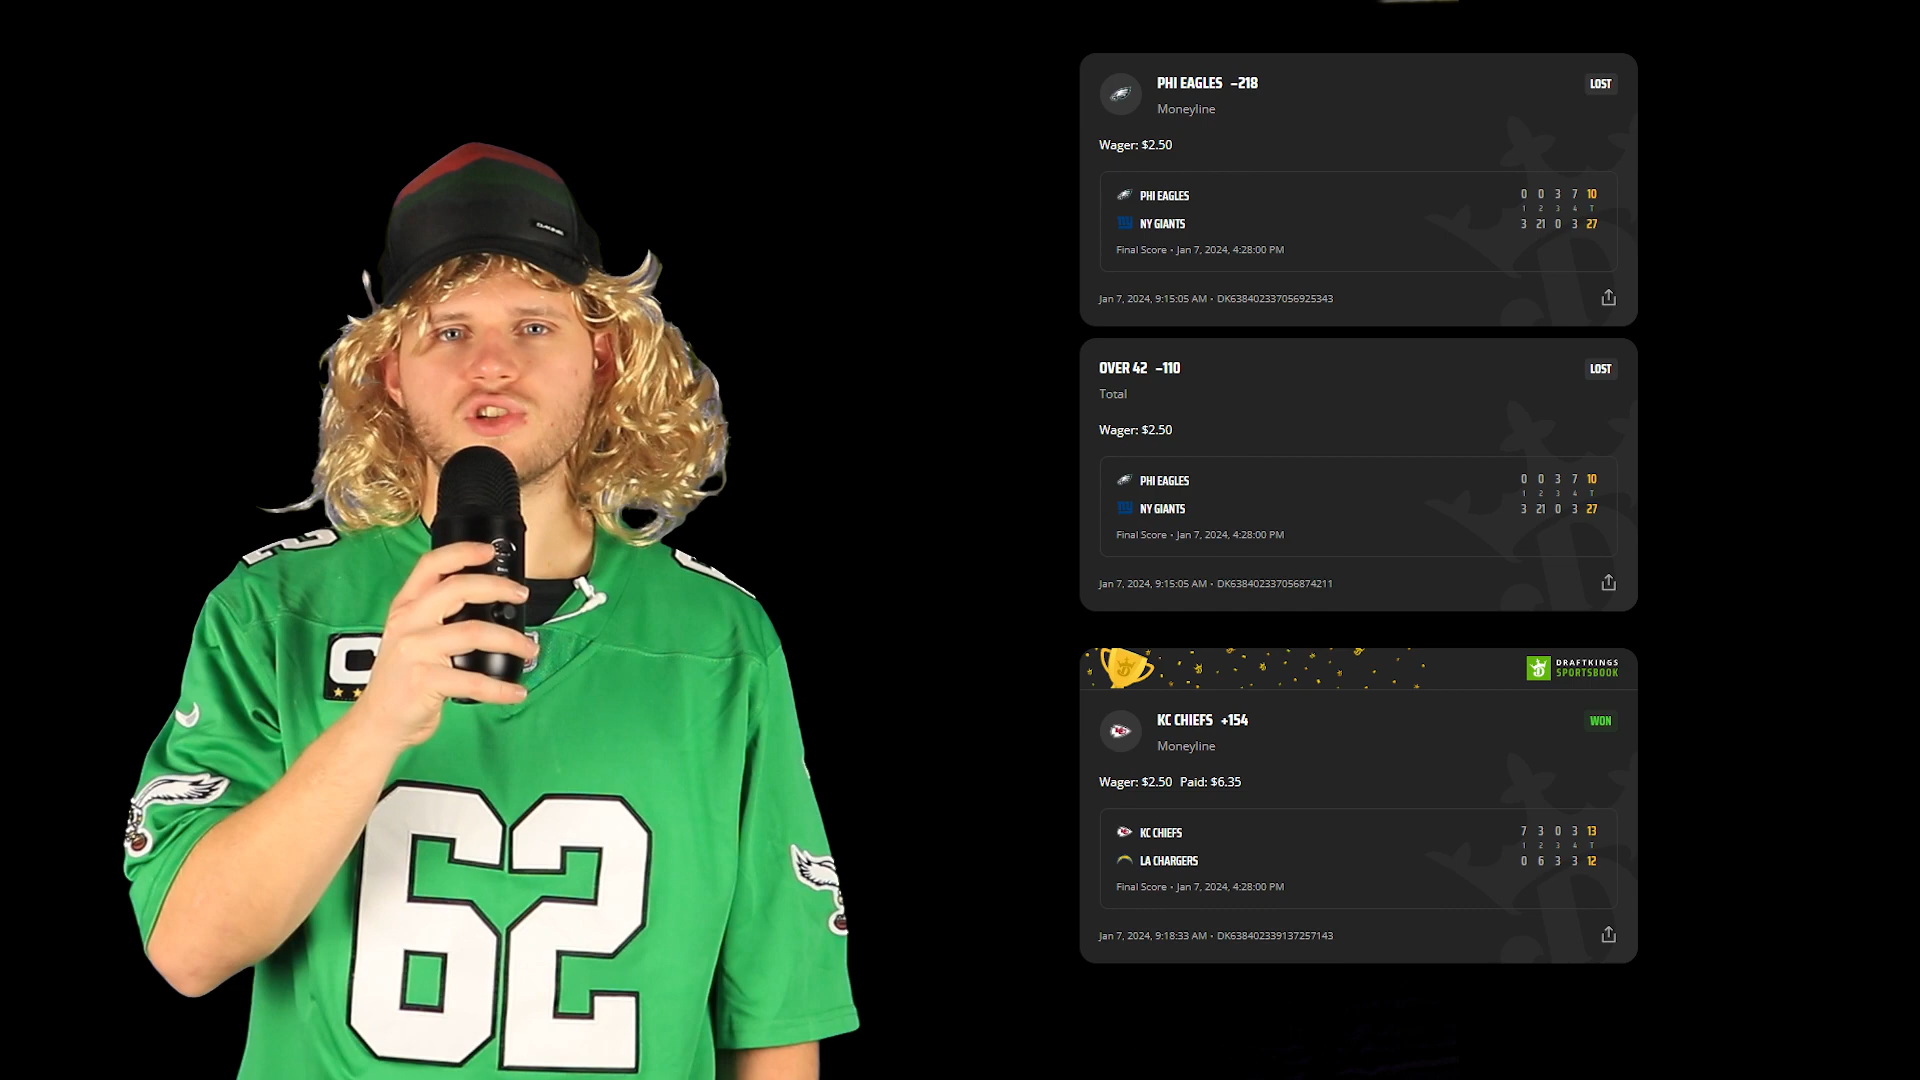 PHI EAGLES −218
LOST
Moneyline
Wager: $2.50
PHI EAGLES 0 0 3 7 10
1 2 3 4 T
NY GIANTS 3 21 0 3 27
Final Score • Jan 7, 2024, 4:28:00 PM
Jan 7, 2024, 9:15:05 AM • DK638402337056925343
OVER 42 −110
LOST
Total
Wager: $2.50
PHI EAGLES 0 0 3 7 10
1 2 3 4 T
NY GIANTS 3 21 0 3 27
Final Score • Jan 7, 2024, 4:28:00 PM
Jan 7, 2024, 9:15:05 AM • DK638402337056874211
DRAFTKINGS
SPORTSBOOK
KC CHIEFS +154
WON
Moneyline
Wager: $2.50 Paid: $6.35
KC CHIEFS 7 3 0 3 13
1 2 3 4 T
LA CHARGERS 0 6 3 3 12
Final Score • Jan 7, 2024, 4:28:00 PM
Jan 7, 2024, 9:18:33 AM • DK638402339137257143
DAKINE
C
62